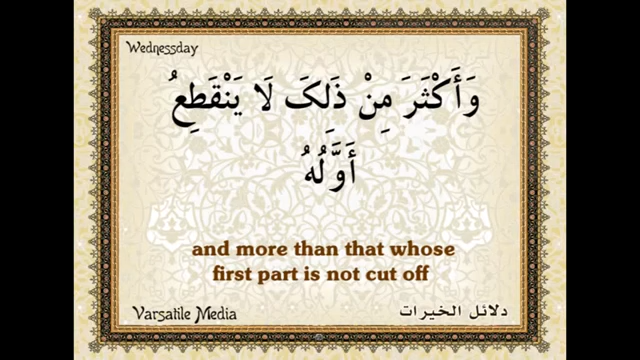 Wednessday
وَأَكْثَرَ مِنْ ذَلِكَ لَا يَنْقَطِعُ
أَوَّلُهُ
and more than that whose
first part is not cut off
Varsatile Media
دلائل الخيرات